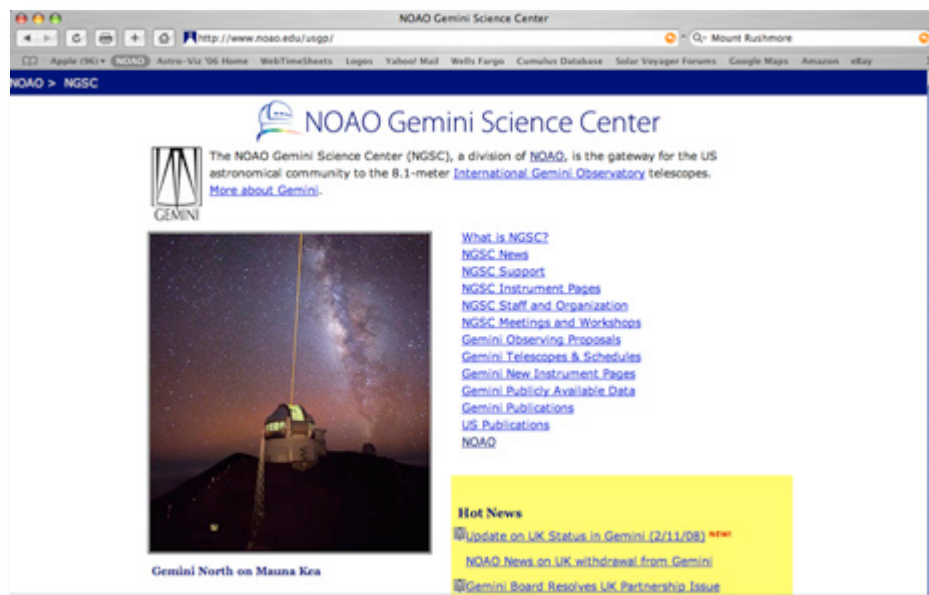 NOAO Gemini Science Center
http://www.noao.edu/usgp/
Mount Rushmore
Apple (96) NOAO Astro-Viz '06 Home WebTimeSheets Logos Yahoo! Mail Wells Fargo Cumulus Database Solar Voyager Forums Google Maps Amazon eBay
NOAO > NGSC
NOAO Gemini Science Center
The NOAO Gemini Science Center (NGSC), a division of NOAO, is the gateway for the US
astronomical community to the 8.1-meter International Gemini Observatory telescopes.
More about Gemini.
GEMINI
What is NGSC?
NGSC News
NGSC Support
NGSC Instrument Pages
NGSC Staff and Organization
NGSC Meetings and Workshops
Gemini Observing Proposals
Gemini Telescopes & Schedules
Gemini New Instrument Pages
Gemini Publicly Available Data
Gemini Publications
US Publications
NOAO
Gemini North on Mauna Kea
Hot News
Update on UK Status in Gemini (2/11/08) NEW!
NOAO News on UK withdrawal from Gemini
Gemini Board Resolves UK Partnership Issue